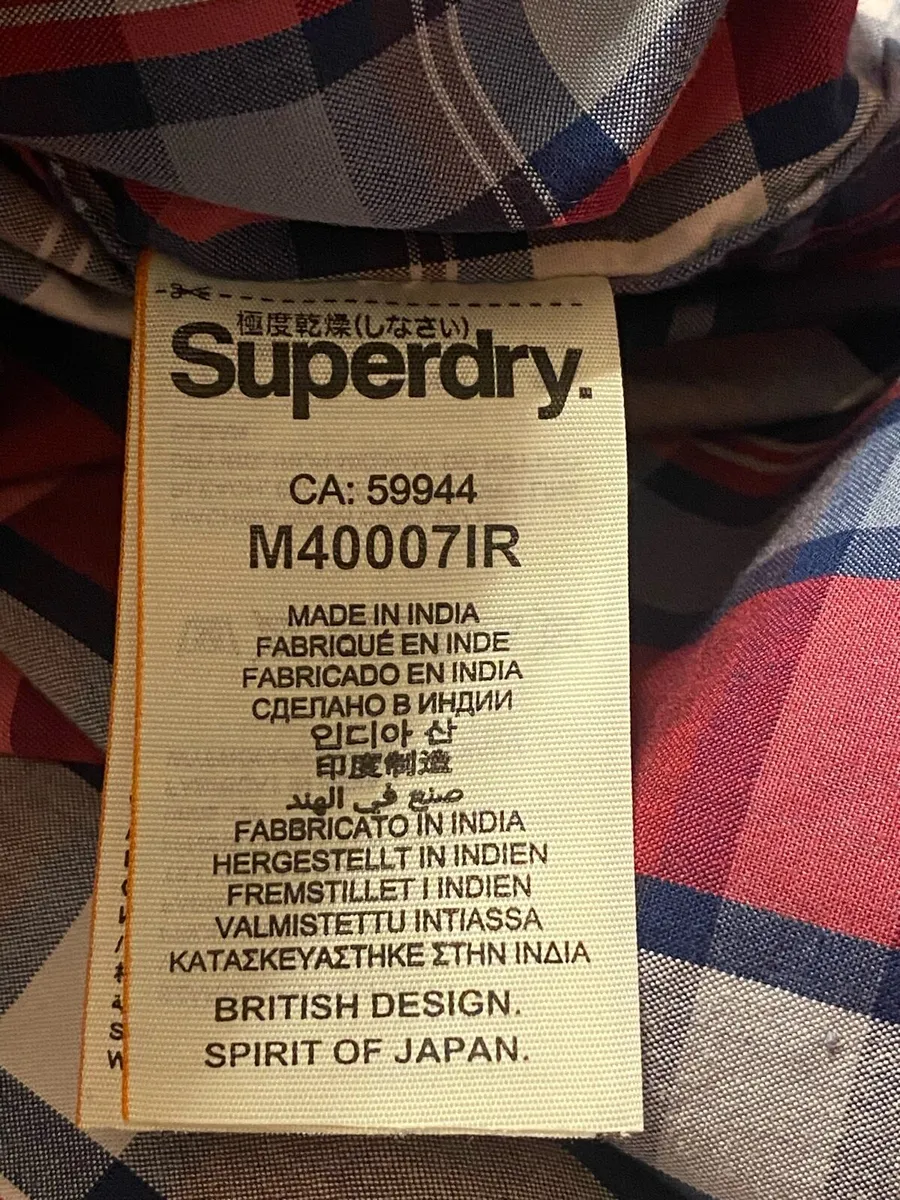 極度乾燥(しなさい)
Superdry.
CA: 59944
M40007IR
MADE IN INDIA
FABRIQUÉ EN INDE
FABRICADO EN INDIA
СДЕЛАНО В ИНДИИ
인디아 산
印度制造
صنع في الهند
FABBRICATO IN INDIA
HERGESTELLT IN INDIEN
FREMSTILLET I INDIEN
VALMISTETTU INTIASSA
ΚΑΤΑΣΚΕΥΑΣΤΗΚΕ ΣΤΗΝ ΙΝΔΙΑ
BRITISH DESIGN.
SPIRIT OF JAPAN.